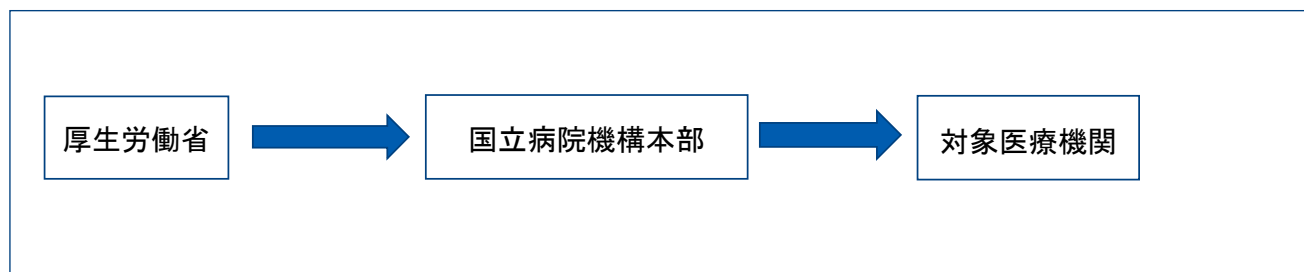 厚生労働省
国立病院機構本部
対象医療機関